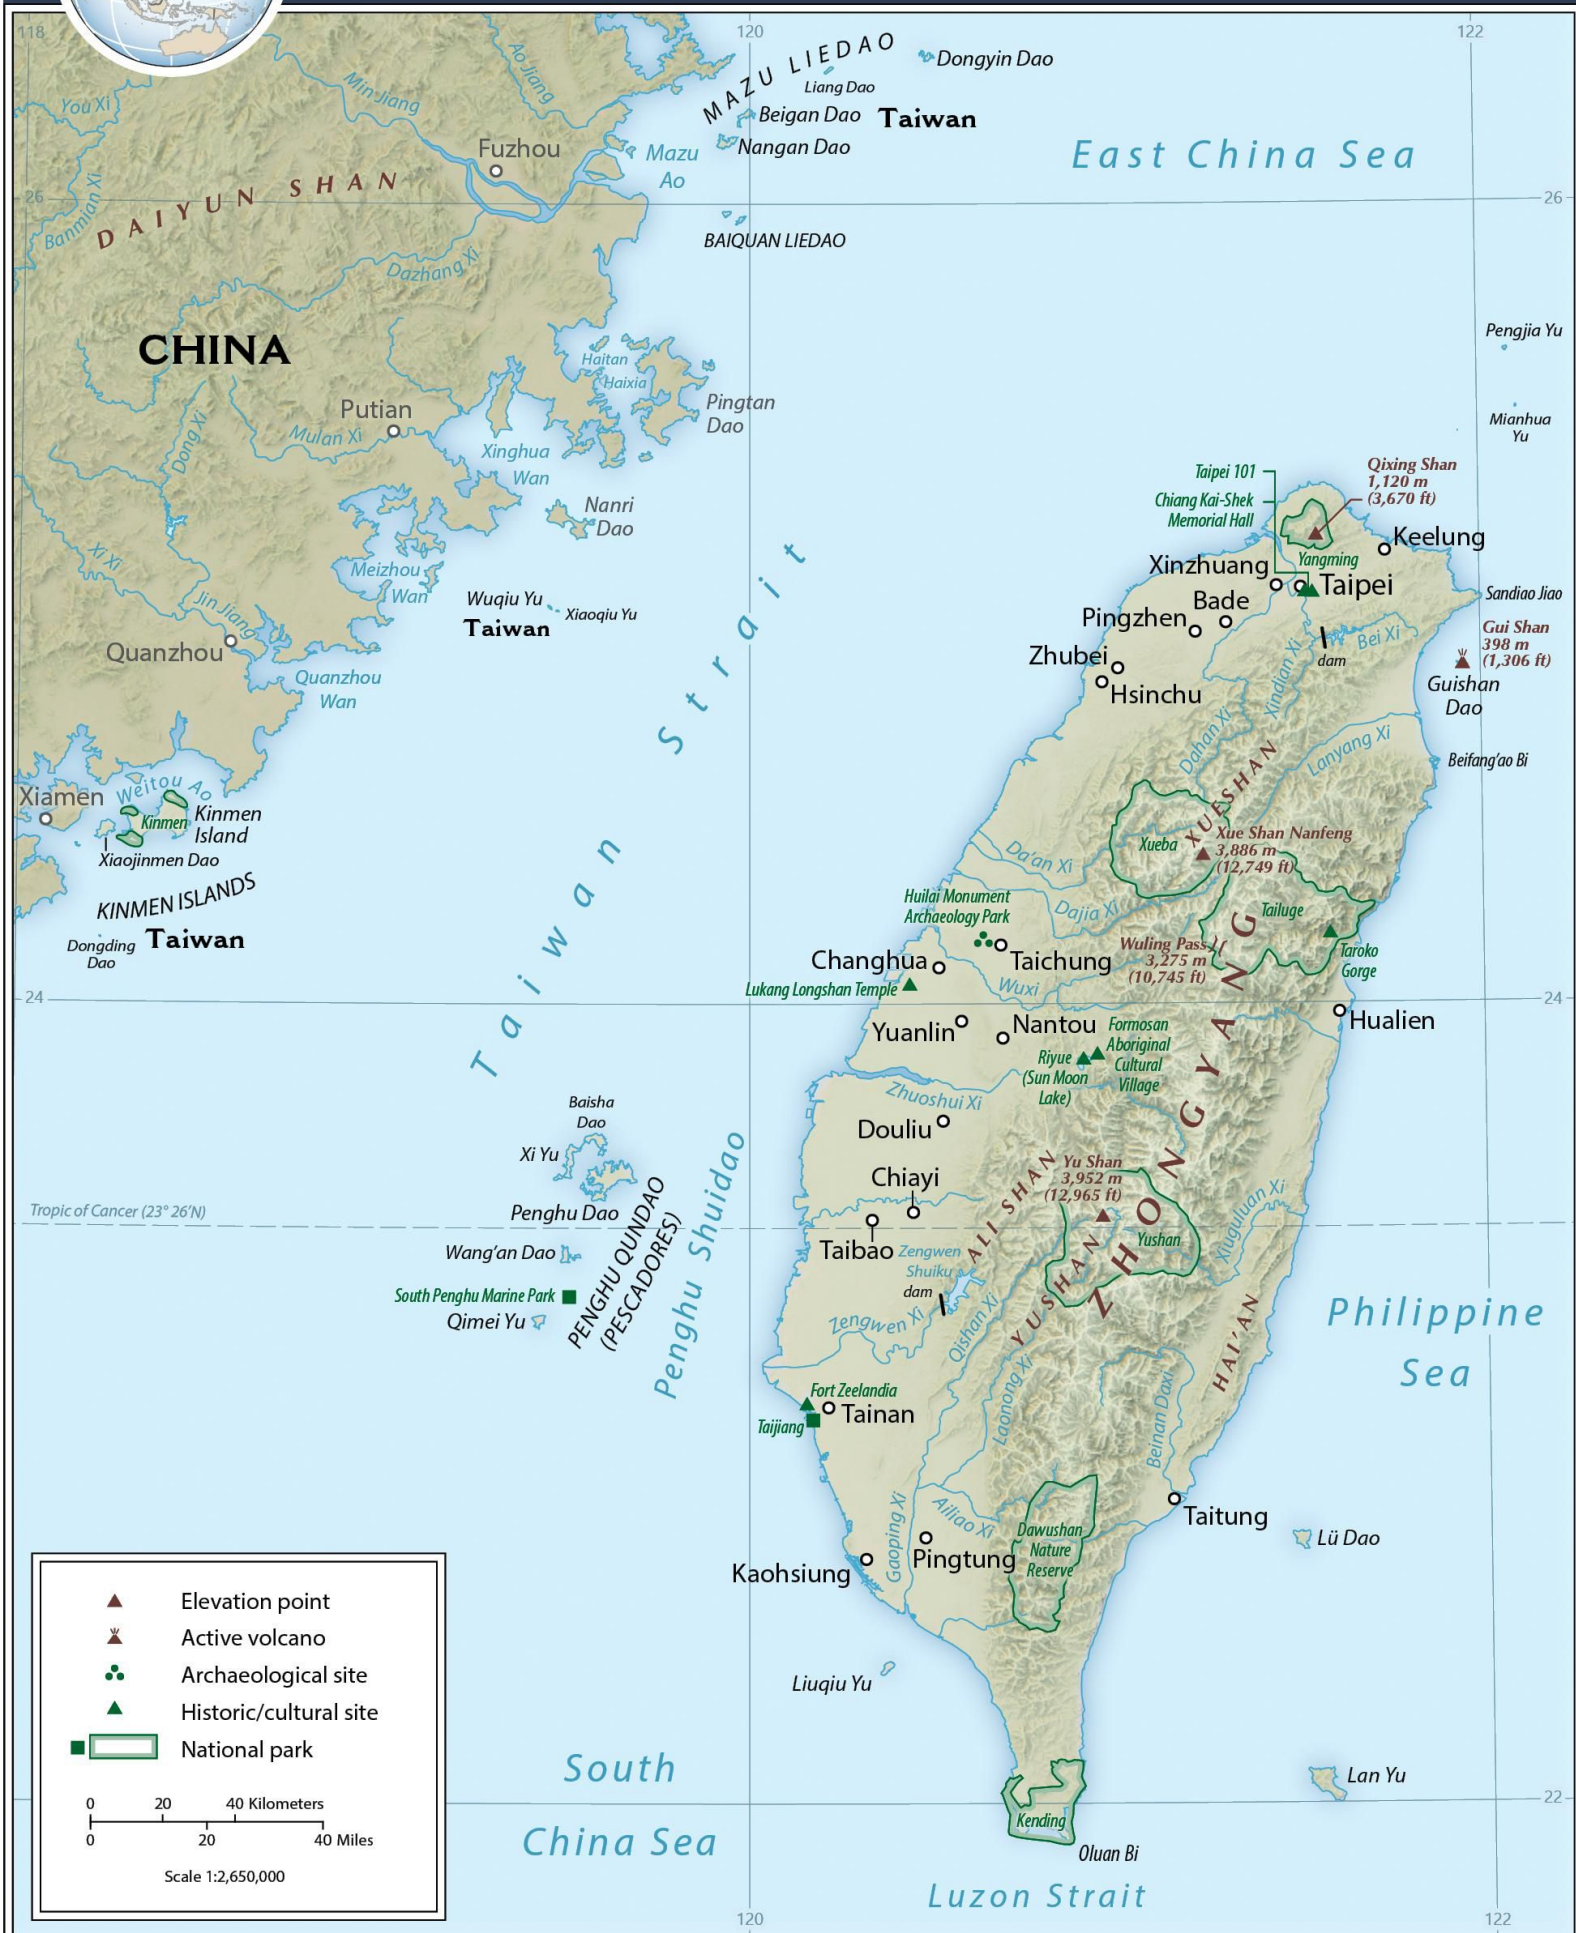 118
120
122
MAZU LIEDAO
Dongyin Dao
Liang Dao
Beigan Dao
Taiwan
Nangan Dao
You Xi
Min Jiang
Ao Jiang
Fuzhou
Mazu
Ao
East China Sea
26
26
Banmian Xi
DAIYUN SHAN
BAIQUAN LIEDAO
Dazhang Xi
CHINA
Haitan
Haixia
Pingtan
Dao
Pengjia Yu
Mianhua
Yu
Putian
Mulan Xi
Dong Xi
Xinghua
Wan
Nanri
Dao
Xi Xi
Meizhou
Wan
Jin Jiang
Wuqiu Yu
Xiaoqiu Yu
Taiwan
Quanzhou
Quanzhou
Wan
Taiwan Strait
Taipei 101
Chiang Kai-Shek
Memorial Hall
Qixing Shan
1,120 m
(3,670 ft)
Keelung
Yangming
Xinzhuang
Taipei
Sandiao Jiao
Bade
Pingzhen
Bei Xi
dam
Gui Shan
398 m
(1,306 ft)
Zhubei
Hsinchu
Xindian Xi
Guishan
Dao
Dahan Xi
Lanyang Xi
Beifang'ao Bi
Xiamen
Weitou Ao
Kinmen
Kinmen
Island
Xiaojinmen Dao
KINMEN ISLANDS
Dongding
Dao
Taiwan
XUESHAN
Xueba
Xue Shan Nanfeng
3,886 m
(12,749 ft)
Da'an Xi
Dajia Xi
Huilai Monument
Archaeology Park
Tailuge
Taroko
Gorge
Wuling Pass
3,275 m
(10,745 ft)
Changhua
Taichung
Lukang Longshan Temple
Wuxi
24
24
Yuanlin
Nantou
Hualien
Formosan
Aboriginal
Cultural
Village
Riyue
(Sun Moon
Lake)
ZHONGYANG
Zhuoshui Xi
Baisha
Dao
Xi Yu
Penghu Dao
Douliu
Chiayi
ALI SHAN
Yu Shan
3,952 m
(12,965 ft)
Tropic of Cancer (23° 26'N)
Yushan
Xiuguluan Xi
Taibao
Wang'an Dao
South Penghu Marine Park
Qimei Yu
PENGHU QUNDAO
(PESCADORES)
Penghu Shuidao
Zengwen
Shuiku
dam
Zengwen Xi
Qishan Xi
YUSHAN
Philippine
Sea
HAI'AN
Laonong Xi
Beinan Daxi
Fort Zeelandia
Tainan
Taijiang
Taitung
Lü Dao
Gaoping Xi
Ailiao Xi
Dawushan
Nature
Reserve
Pingtung
Kaohsiung
Liuqiu Yu
Elevation point
Active volcano
Archaeological site
Historic/cultural site
National park
0 20 40 Kilometers
0 20 40 Miles
Scale 1:2,650,000
South
China Sea
Lan Yu
22
Kending
Oluan Bi
Luzon Strait
120
122